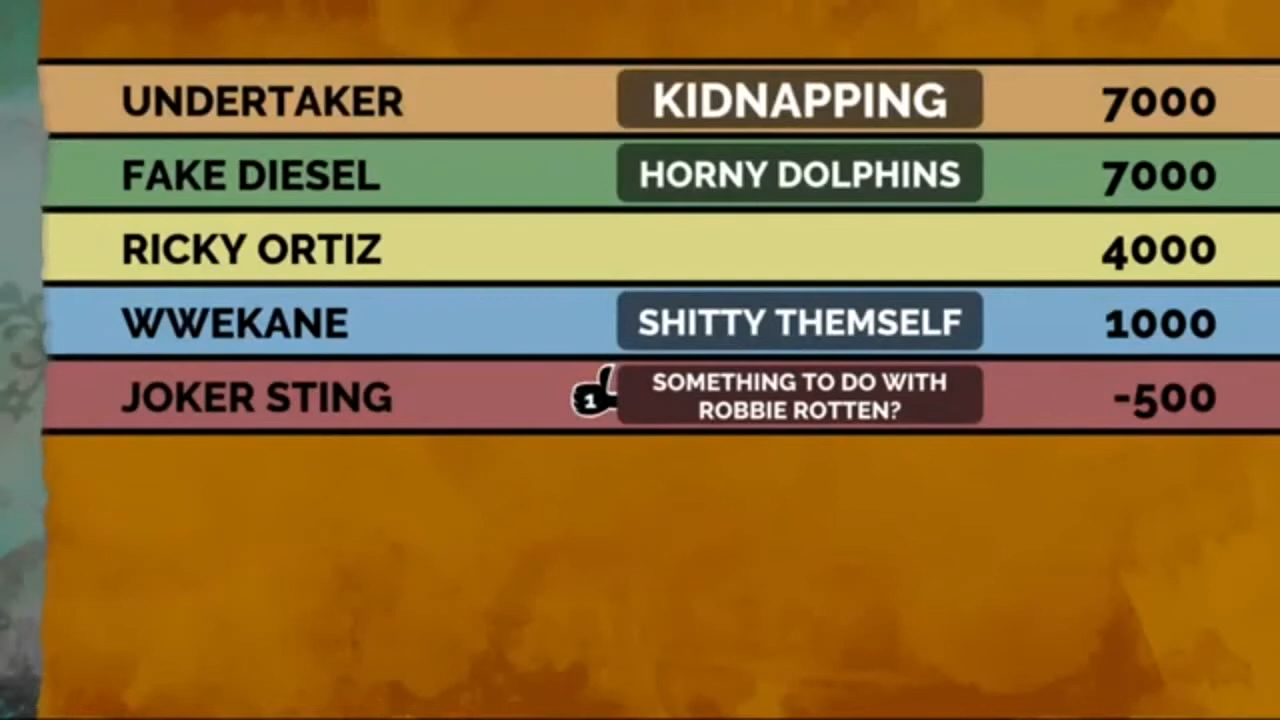 UNDERTAKER KIDNAPPING 7000
FAKE DIESEL HORNY DOLPHINS 7000
RICKY ORTIZ 4000
WWEKANE SHITTY THEMSELF 1000
JOKER STING 1 SOMETHING TO DO WITH
ROBBIE ROTTEN? -500